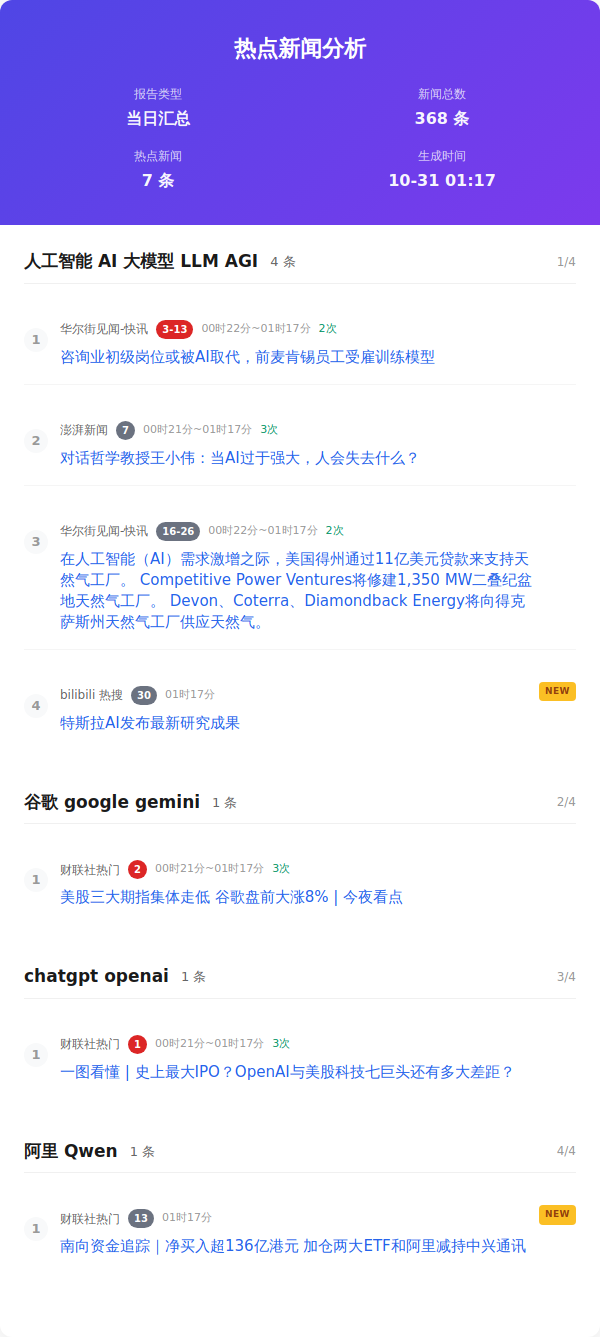 热点新闻分析
报告类型
新闻总数
当日汇总
368 条
热点新闻
生成时间
7 条
10-31 01:17
人工智能 AI 大模型 LLM AGI 4 条 1/4
1 华尔街见闻-快讯 3-13 00时22分~01时17分 2次
咨询业初级岗位或被AI取代，前麦肯锡员工受雇训练模型
2 澎湃新闻 7 00时21分~01时17分 3次
对话哲学教授王小伟：当AI过于强大，人会失去什么？
3 华尔街见闻-快讯 16-26 00时22分~01时17分 2次
在人工智能（AI）需求激增之际，美国得州通过11亿美元贷款来支持天
然气工厂。 Competitive Power Ventures将修建1,350 MW二叠纪盆
地天然气工厂。 Devon、Coterra、Diamondback Energy将向得克
萨斯州天然气工厂供应天然气。
4 bilibili 热搜 30 01时17分 NEW
特斯拉AI发布最新研究成果
谷歌 google gemini 1 条 2/4
1 财联社热门 2 00时21分~01时17分 3次
美股三大期指集体走低 谷歌盘前大涨8% | 今夜看点
chatgpt openai 1 条 3/4
1 财联社热门 1 00时21分~01时17分 3次
一图看懂 | 史上最大IPO？OpenAI与美股科技七巨头还有多大差距？
阿里 Qwen 1 条 4/4
1 财联社热门 13 01时17分 NEW
南向资金追踪｜净买入超136亿港元 加仓两大ETF和阿里减持中兴通讯